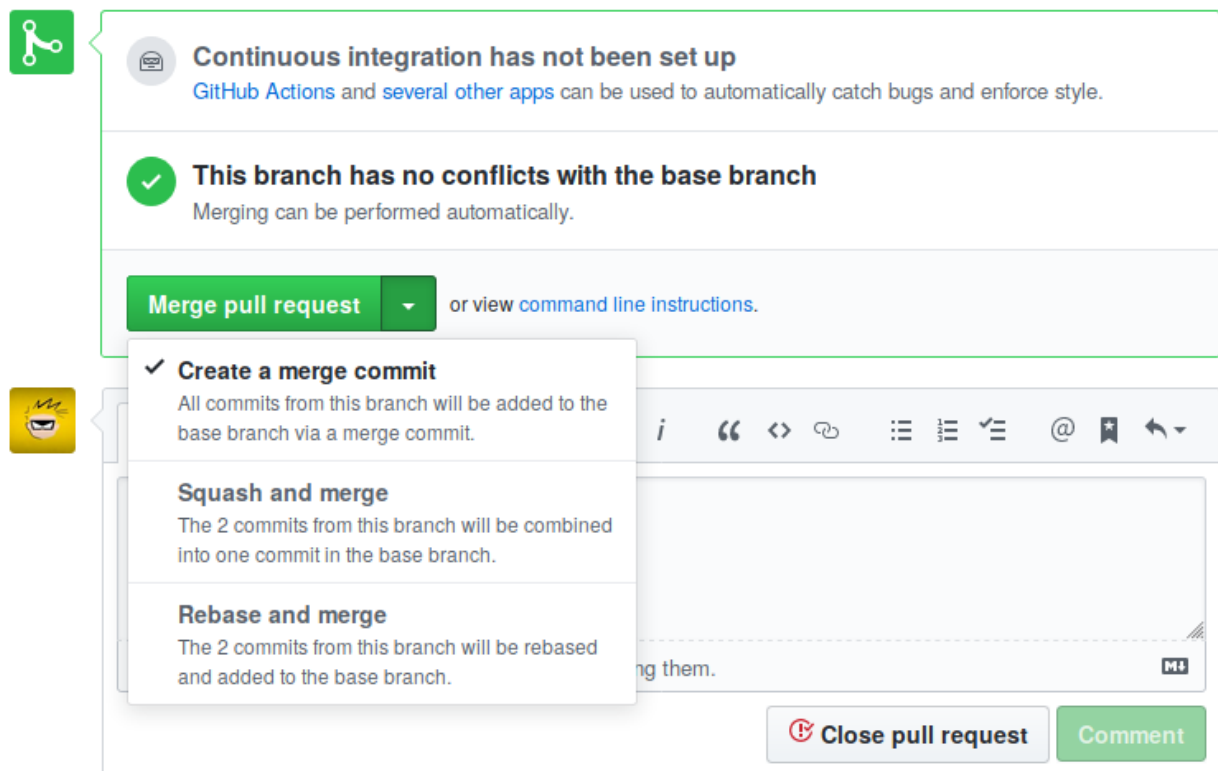 Continuous integration has not been set up
GitHub Actions and several other apps can be used to automatically catch bugs and enforce style.
This branch has no conflicts with the base branch
Merging can be performed automatically.
Merge pull request or view command line instructions.
Create a merge commit
All commits from this branch will be added to the
base branch via a merge commit.
Squash and merge
The 2 commits from this branch will be combined
into one commit in the base branch.
Rebase and merge
The 2 commits from this branch will be rebased
and added to the base branch.
them.
Close pull request
Comment